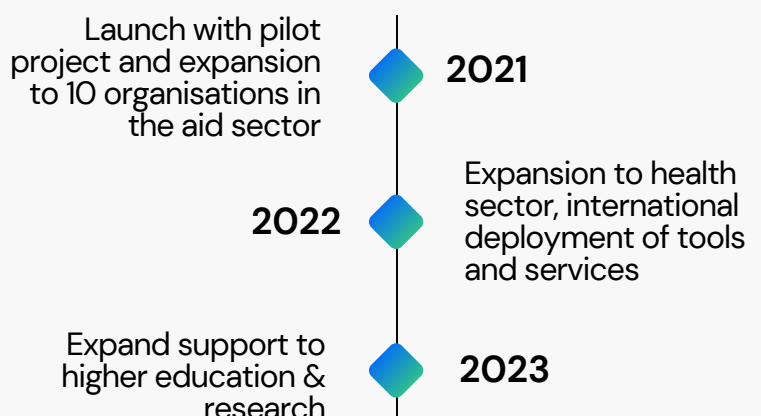 Launch with pilot
project and expansion
to 10 organisations in
the aid sector
2021
Expansion to health
sector, international
deployment of tools
and services
2022
Expand support to
higher education &
research
2023